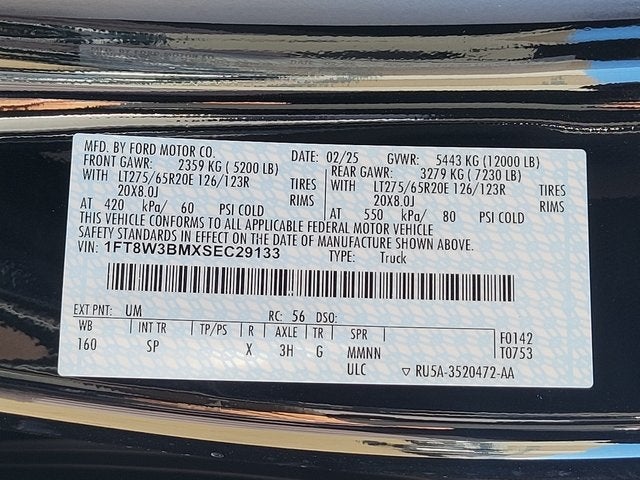 MFD. BY FORD MOTOR CO.
DATE: 02/25 GVWR: 5443 KG (12000 LB)
FRONT GAWR: 2359 KG (5200 LB)
REAR GAWR: 3279 KG (7230 LB)
WITH LT275/65R20E 126/123R TIRES
WITH LT275/65R20E 126/123R TIRES
20X8.0J RIMS
20X8.0J RIMS
AT 420 kPa/ 60 PSI COLD
AT 550 kPa/ 80 PSI COLD
THIS VEHICLE CONFORMS TO ALL APPLICABLE FEDERAL MOTOR VEHICLE
SAFETY STANDARDS IN EFFECT ON THE DATE OF MANUFACTURE SHOWN ABOVE.
VIN: 1FT8W3BMXSEC29133 TYPE: Truck
EXT PNT: UM RC: 56 DSO:
WB INT TR TP/PS R AXLE TR SPR F0142
160 SP X 3H G MMNN T0753
ULC ▽ RU5A-3520472-AA